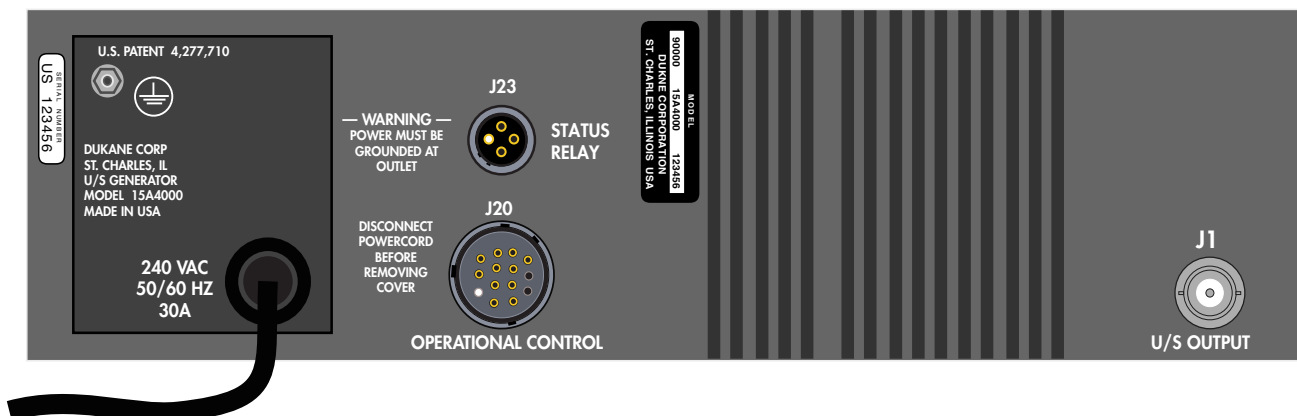 U.S. PATENT 4,277,710
SERIAL NUMBER
US 123456
DUKANE CORP
ST. CHARLES, IL
U/S GENERATOR
MODEL 15A4000
MADE IN USA
240 VAC
50/60 HZ
30A
J23
— WARNING —
POWER MUST BE
GROUNDED AT
OUTLET
STATUS
RELAY
J20
DISCONNECT
POWERCORD
BEFORE
REMOVING
COVER
OPERATIONAL CONTROL
MODEL
90000 15A4000 123456
DUKNE CORPORATION
ST. CHARLES, ILLINOIS USA
J1
U/S OUTPUT